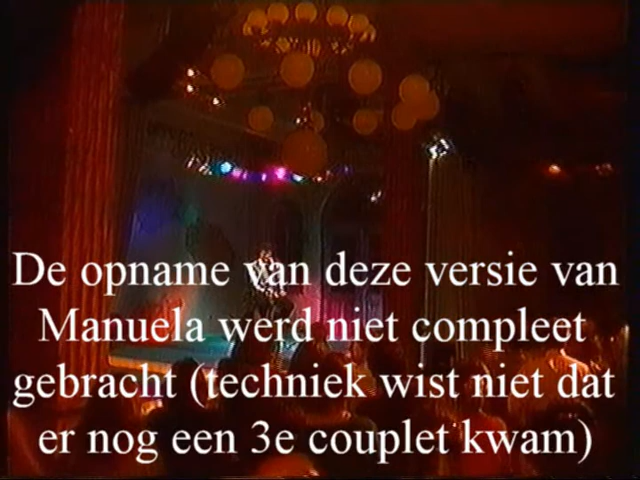 De opname van deze versie van
Manuela werd niet compleet
gebracht (techniek wist niet dat
er nog een 3e couplet kwam)